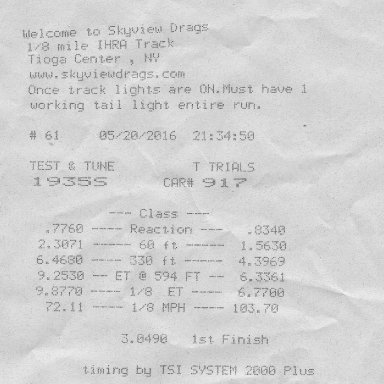 Welcome to Skyview Drags
1/8 mile IHRA Track
Tioga Center , NY
www.skyviewdrags.com
Once track lights are ON.Must have 1
working tail light entire run.
# 61 05/20/2016 21:34:50
TEST & TUNE T TRIALS
1935S CAR# 917
--- Class ---
.7760 ---- Reaction --- .8340
2.3071 ----- 60 ft ----- 1.5630
6.4680 ---- 330 ft ----- 4.3969
9.2530 -- ET @ 594 FT -- 6.3361
9.8770 ---- 1/8 ET ---- 6.7700
72.11 ---- 1/8 MPH ---- 103.70
3.0490 1st Finish
timing by TSI SYSTEM 2000 Plus